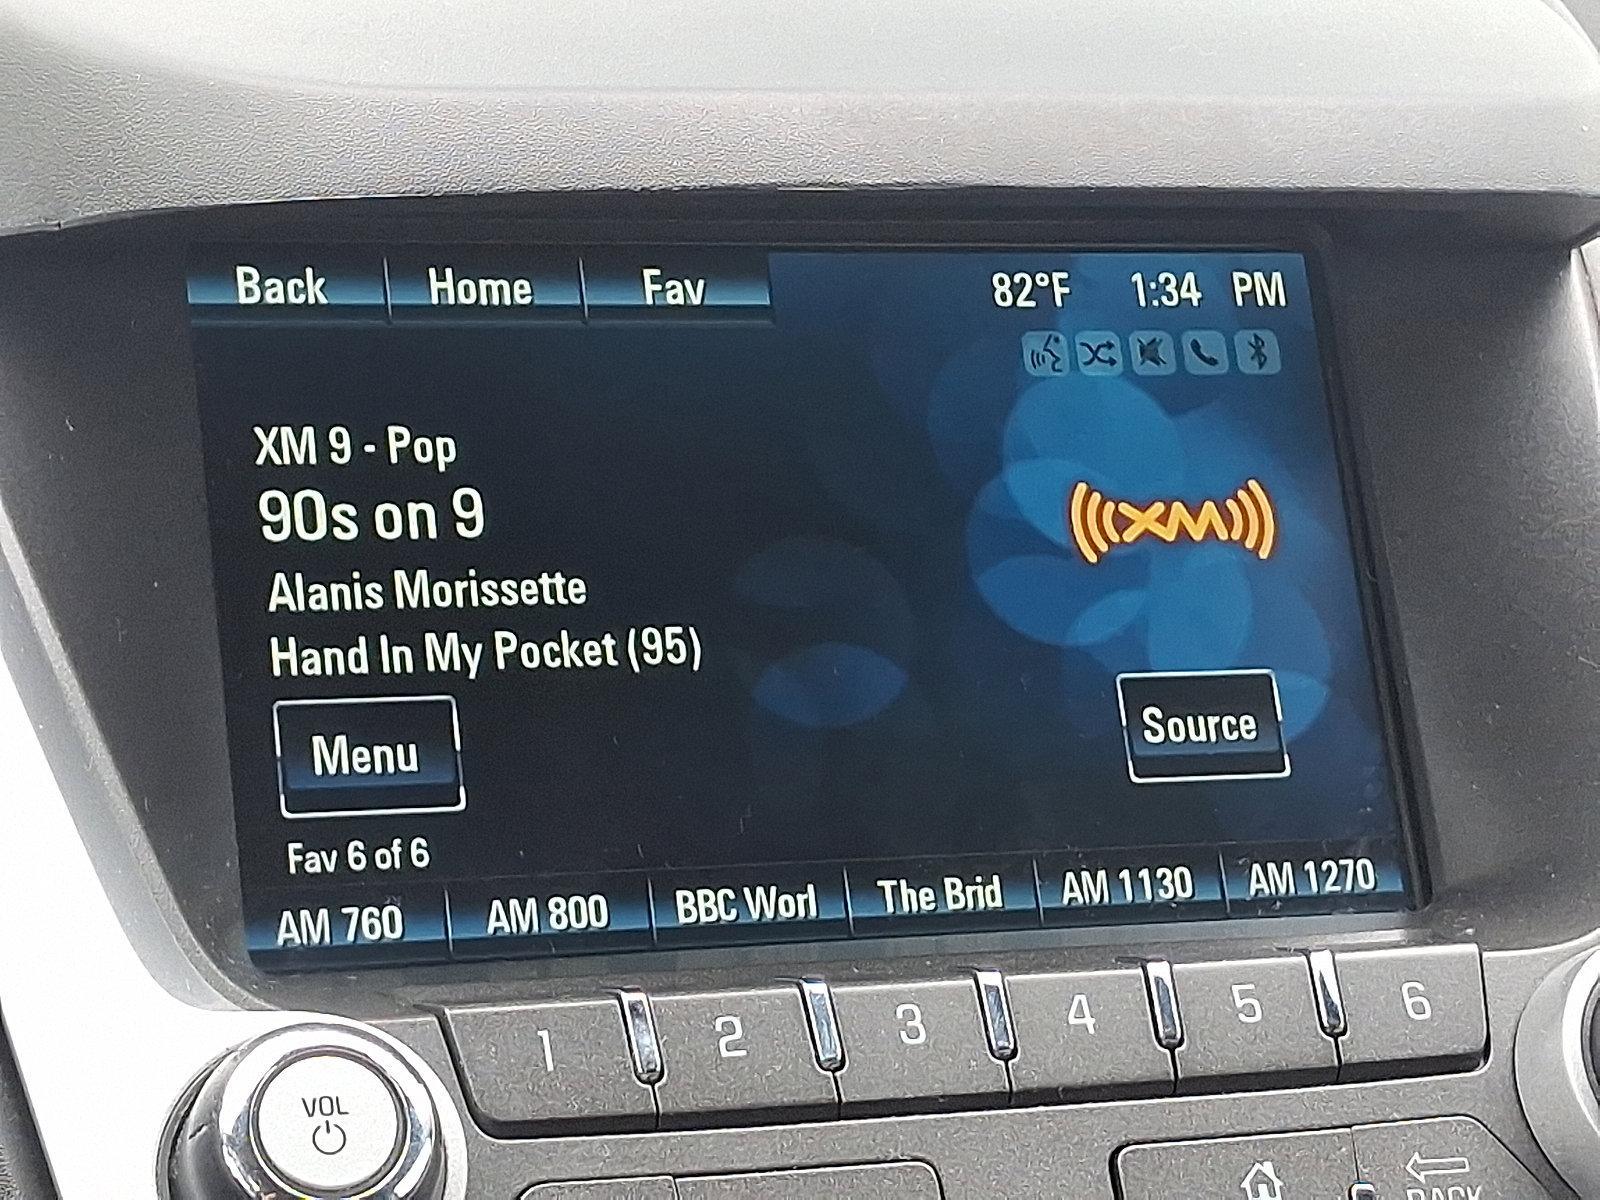 Back Home Fav 82°F 1:34 PM
XM 9 - Pop
90s on 9
XM
Alanis Morissette
Hand In My Pocket (95)
Menu Source
Fav 6 of 6
AM 760 AM 800 BBC Worl The Brid AM 1130 AM 1270
1 2 3 4 5 6
VOL
BACK